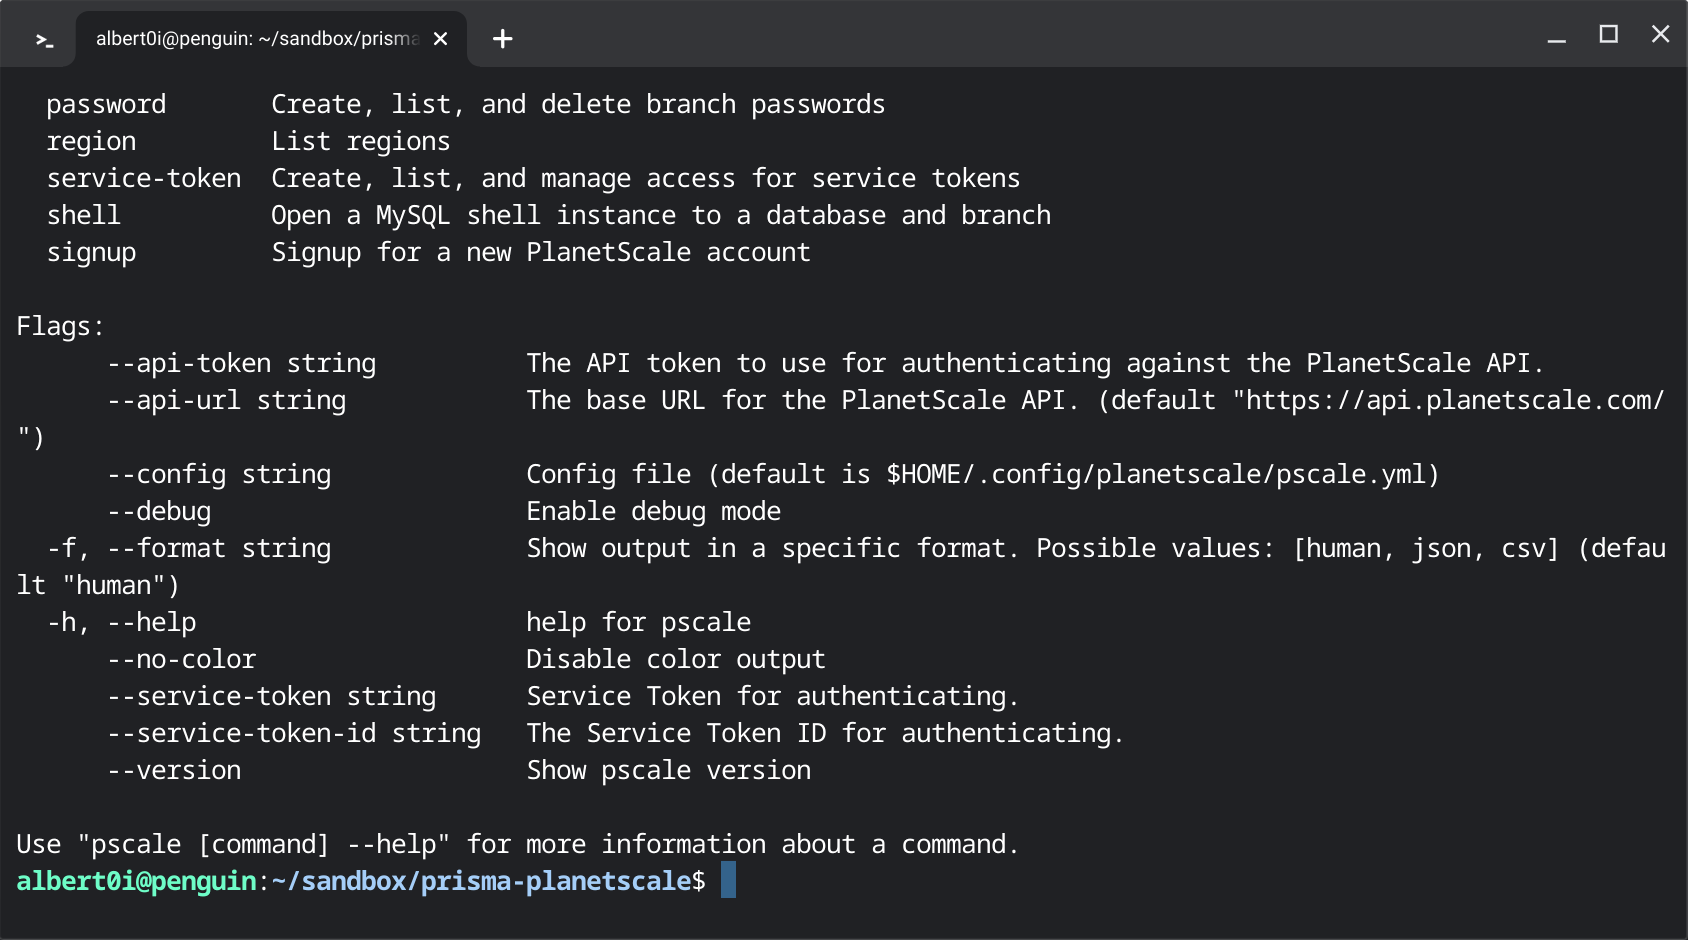 >_ albert0i@penguin: ~/sandbox/prisma
password       Create, list, and delete branch passwords
region         List regions
service-token  Create, list, and manage access for service tokens
shell          Open a MySQL shell instance to a database and branch
signup         Signup for a new PlanetScale account
Flags:
      --api-token string          The API token to use for authenticating against the PlanetScale API.
      --api-url string            The base URL for the PlanetScale API. (default "https://api.planetscale.com/
")
      --config string             Config file (default is $HOME/.config/planetscale/pscale.yml)
      --debug                     Enable debug mode
  -f, --format string             Show output in a specific format. Possible values: [human, json, csv] (defau
lt "human")
  -h, --help                      help for pscale
      --no-color                  Disable color output
      --service-token string      Service Token for authenticating.
      --service-token-id string   The Service Token ID for authenticating.
      --version                   Show pscale version
Use "pscale [command] --help" for more information about a command.
albert0i@penguin:~/sandbox/prisma-planetscale$